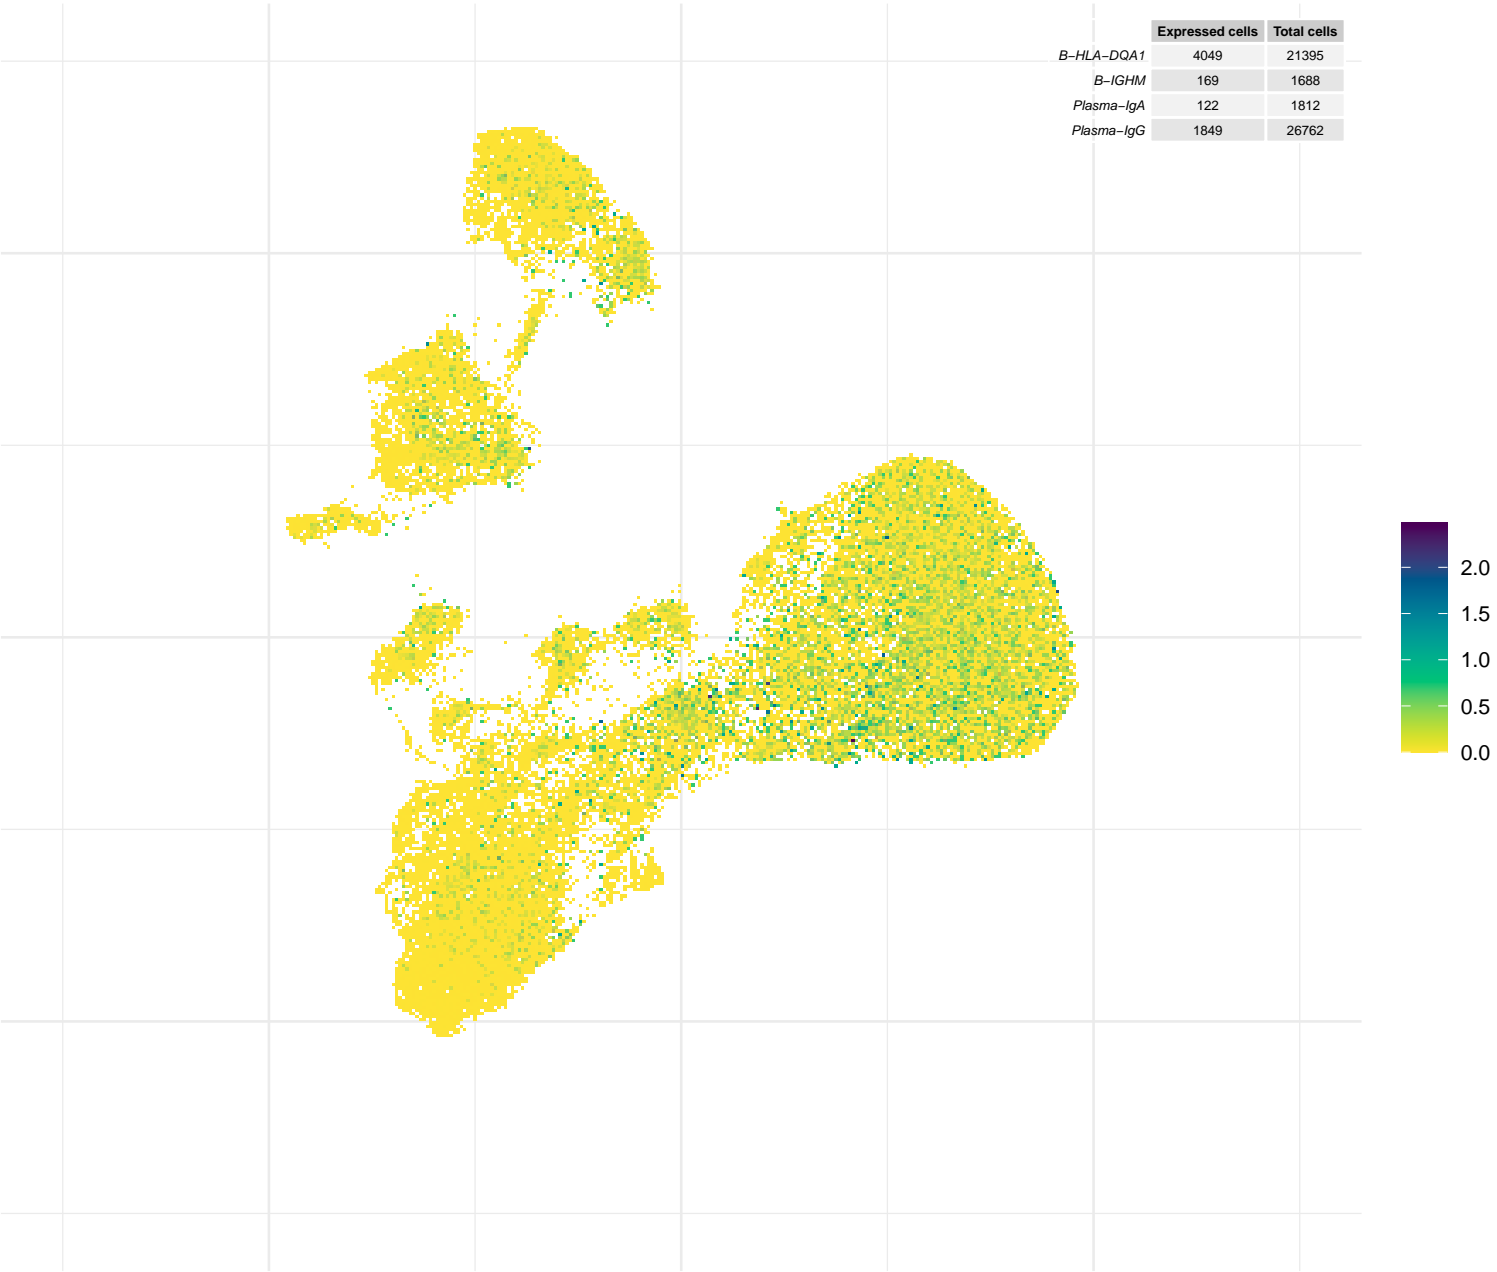 Expressed cells Total cells
B−HLA−DQA1 4049 21395
B−IGHM 169 1688
Plasma−IgA 122 1812
Plasma−IgG 1849 26762
2.0
1.5
1.0
0.5
0.0